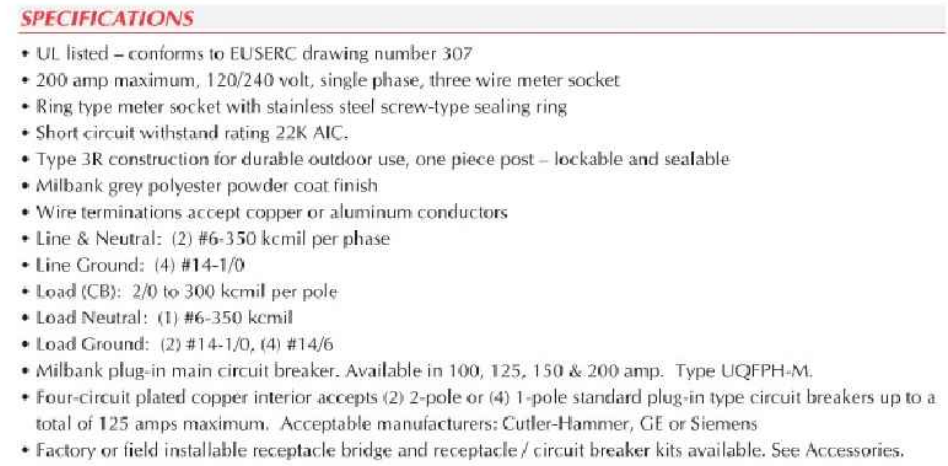 SPECIFICATIONS
• UL listed – conforms to EUSERC drawing number 307
• 200 amp maximum, 120/240 volt, single phase, three wire meter socket
• Ring type meter socket with stainless steel screw-type sealing ring
• Short circuit withstand rating 22K AIC.
• Type 3R construction for durable outdoor use, one piece post – lockable and sealable
• Milbank grey polyester powder coat finish
• Wire terminations accept copper or aluminum conductors
• Line & Neutral: (2) #6-350 kcmil per phase
• Line Ground: (4) #14-1/0
• Load (CB): 2/0 to 300 kcmil per pole
• Load Neutral: (1) #6-350 kcmil
• Load Ground: (2) #14-1/0, (4) #14/6
• Milbank plug-in main circuit breaker. Available in 100, 125, 150 & 200 amp. Type UQFPH-M.
• Four-circuit plated copper interior accepts (2) 2-pole or (4) 1-pole standard plug-in type circuit breakers up to a
total of 125 amps maximum. Acceptable manufacturers: Cutler-Hammer, GE or Siemens
• Factory or field installable receptacle bridge and receptacle / circuit breaker kits available. See Accessories.